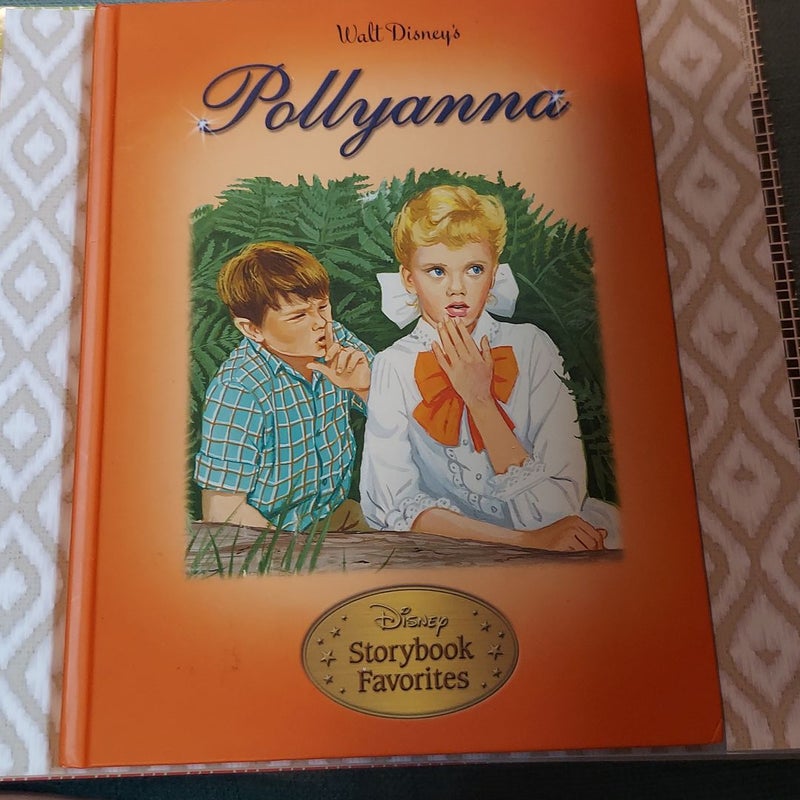 Walt Disney's
Pollyanna
Disney
Storybook
Favorites